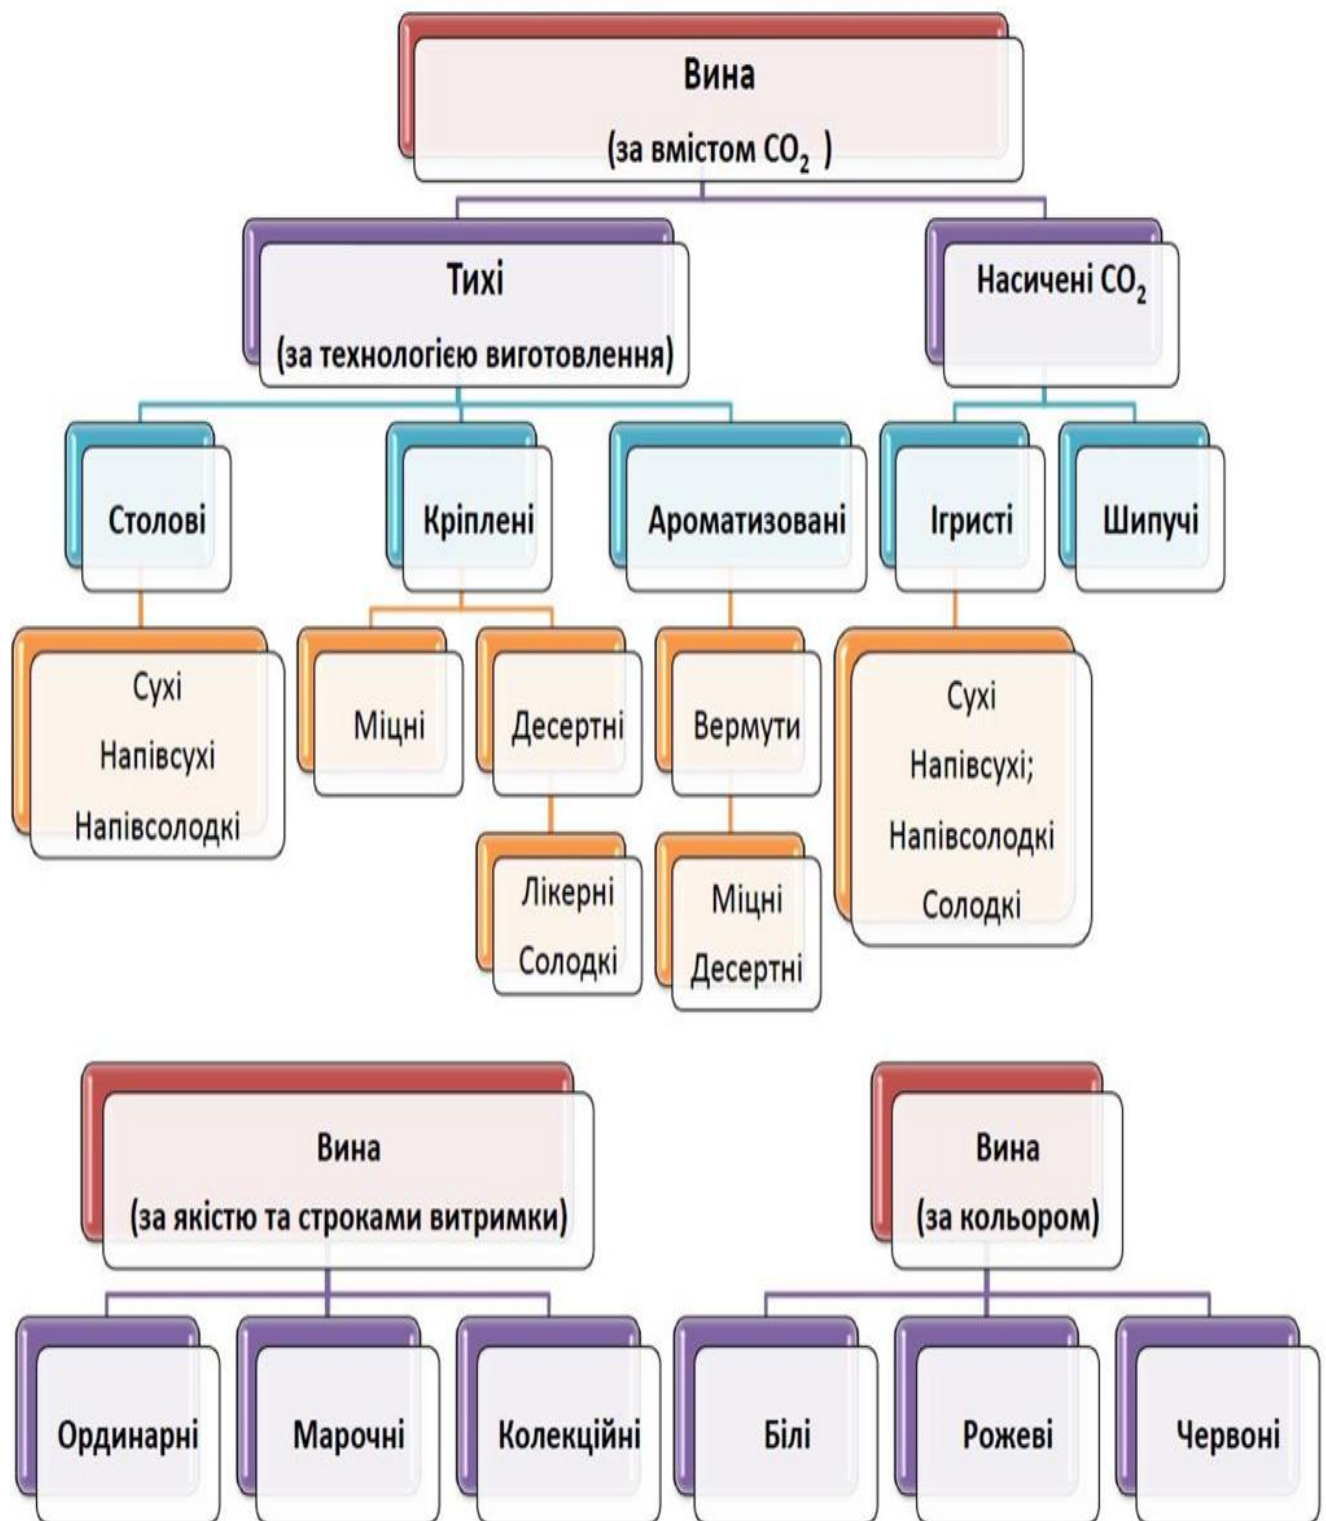 Вина
(за вмістом CO₂ )
Тихі
(за технологією виготовлення)
Насичені CO₂
Столові
Кріплені
Ароматизовані
Ігристі
Шипучі
Сухі
Напівсухі
Напівсолодкі
Міцні
Десертні
Вермути
Сухі
Напівсухі;
Напівсолодкі
Солодкі
Лікерні
Солодкі
Міцні
Десертні
Вина
(за якістю та строками витримки)
Вина
(за кольором)
Ординарні
Марочні
Колекційні
Білі
Рожеві
Червоні